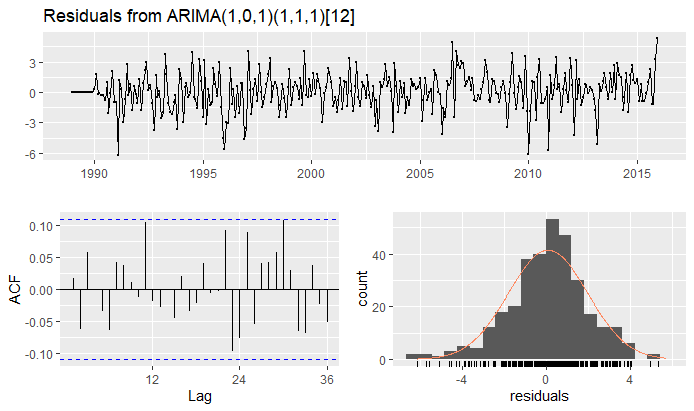 Residuals from ARIMA(1,0,1)(1,1,1)[12]
3
0
-3
-6
1990 1995 2000 2005 2010 2015
0.10
0.05
0.00
-0.05
-0.10
ACF
12 24 36
Lag
40
20
0
count
-4 0 4
residuals